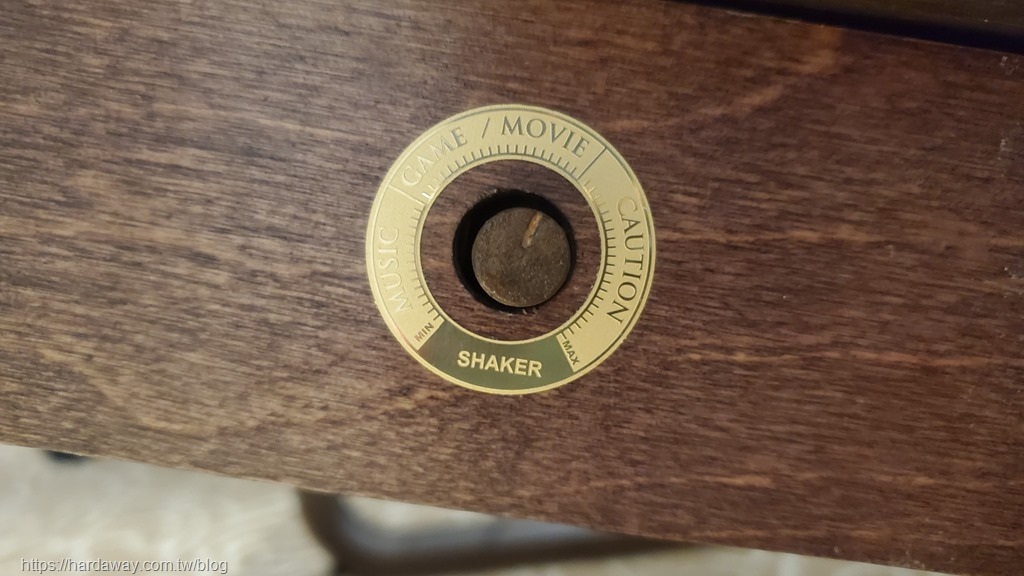 MUSIC
GAME / MOVIE
CAUTION
MIN
SHAKER
MAX
https://hardaway.com.tw/blog